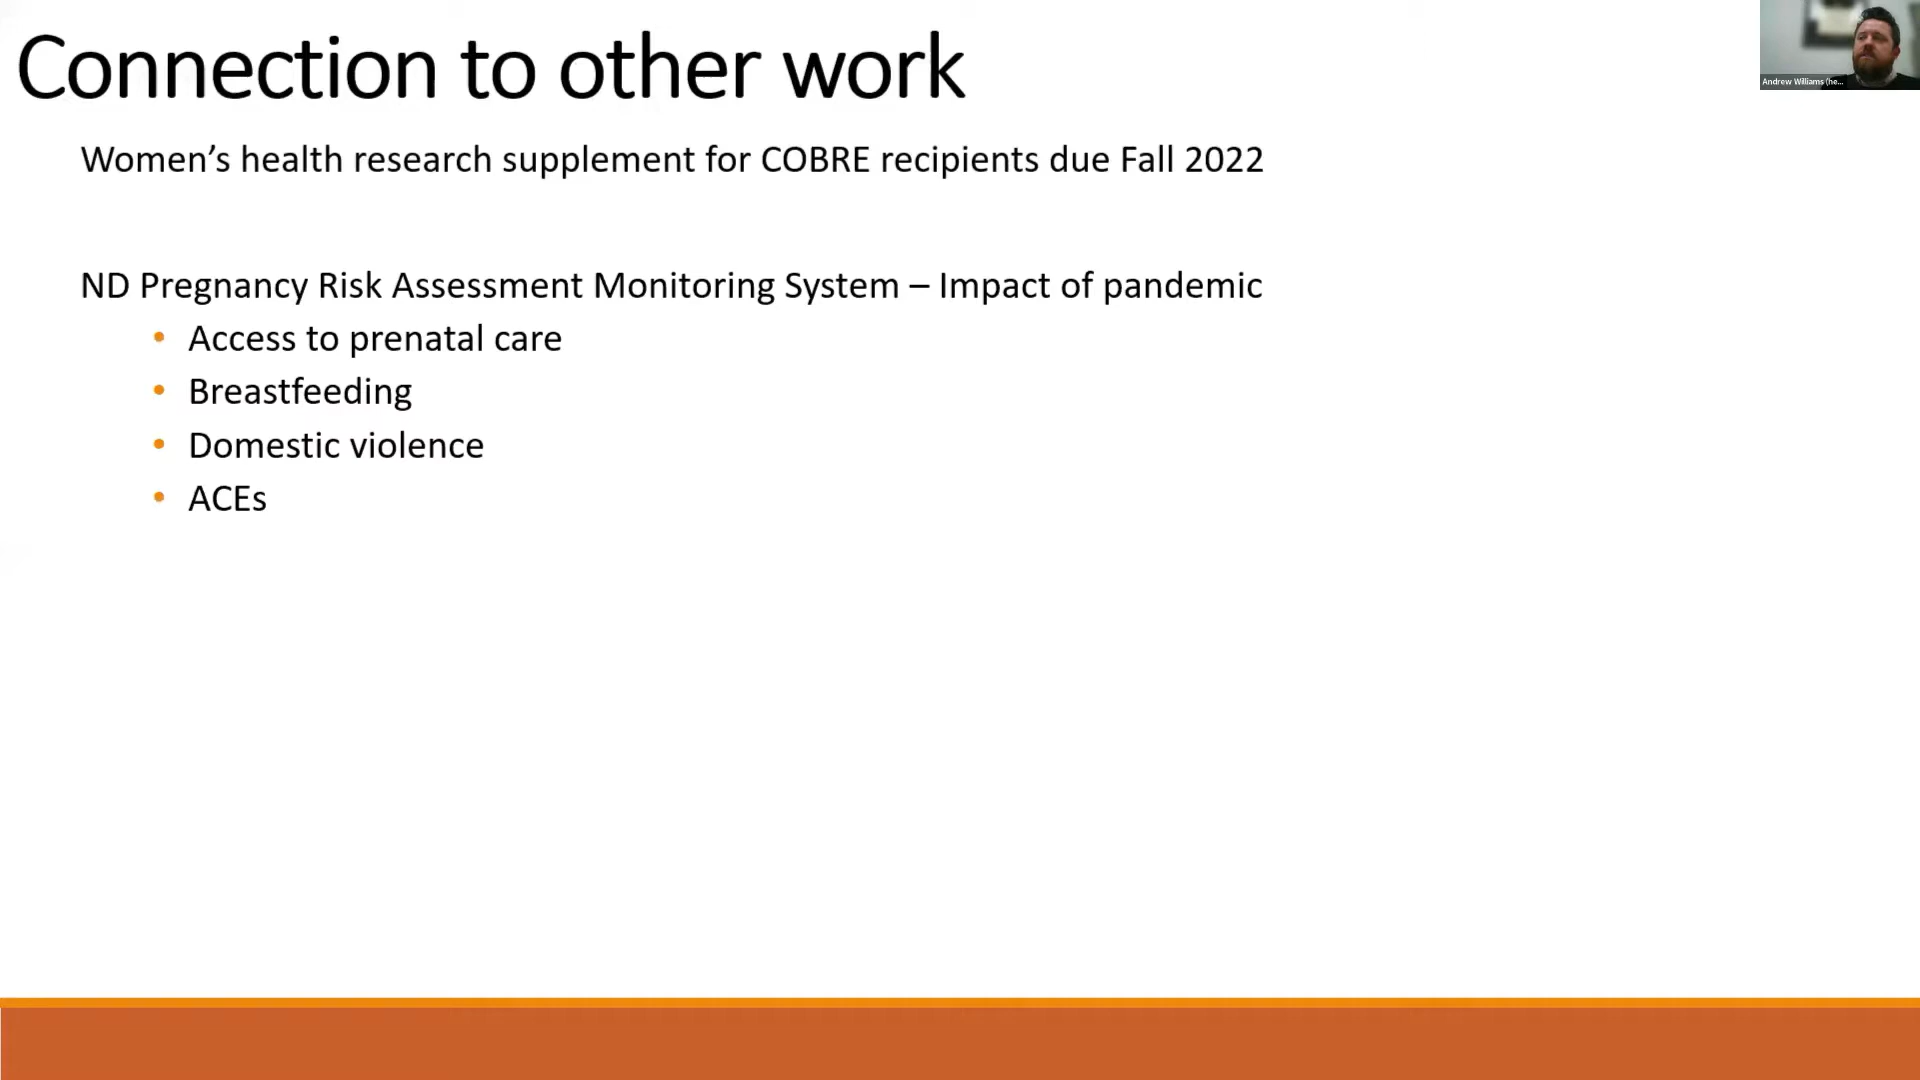 Connection to other work
Andrew Williams (he...
Women’s health research supplement for COBRE recipients due Fall 2022
ND Pregnancy Risk Assessment Monitoring System – Impact of pandemic
• Access to prenatal care
• Breastfeeding
• Domestic violence
• ACEs